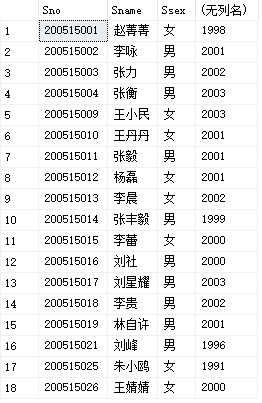 Sno Sname Ssex (无列名)
1 200515001 赵菁菁 女 1998
2 200515002 李咏 男 2001
3 200515003 张力 男 2002
4 200515004 张衡 男 2003
5 200515009 王小民 女 2003
6 200515010 王丹丹 女 2001
7 200515011 张毅 男 2001
8 200515012 杨磊 女 2001
9 200515013 李晨 女 2002
10 200515014 张丰毅 男 1999
11 200515015 李蕾 女 2000
12 200515016 刘社 男 2000
13 200515017 刘星耀 男 2003
14 200515018 李贵 男 2002
15 200515019 林自许 男 2001
16 200515021 刘峰 男 1996
17 200515025 朱小鸥 女 1991
18 200515026 王婧婧 女 2000